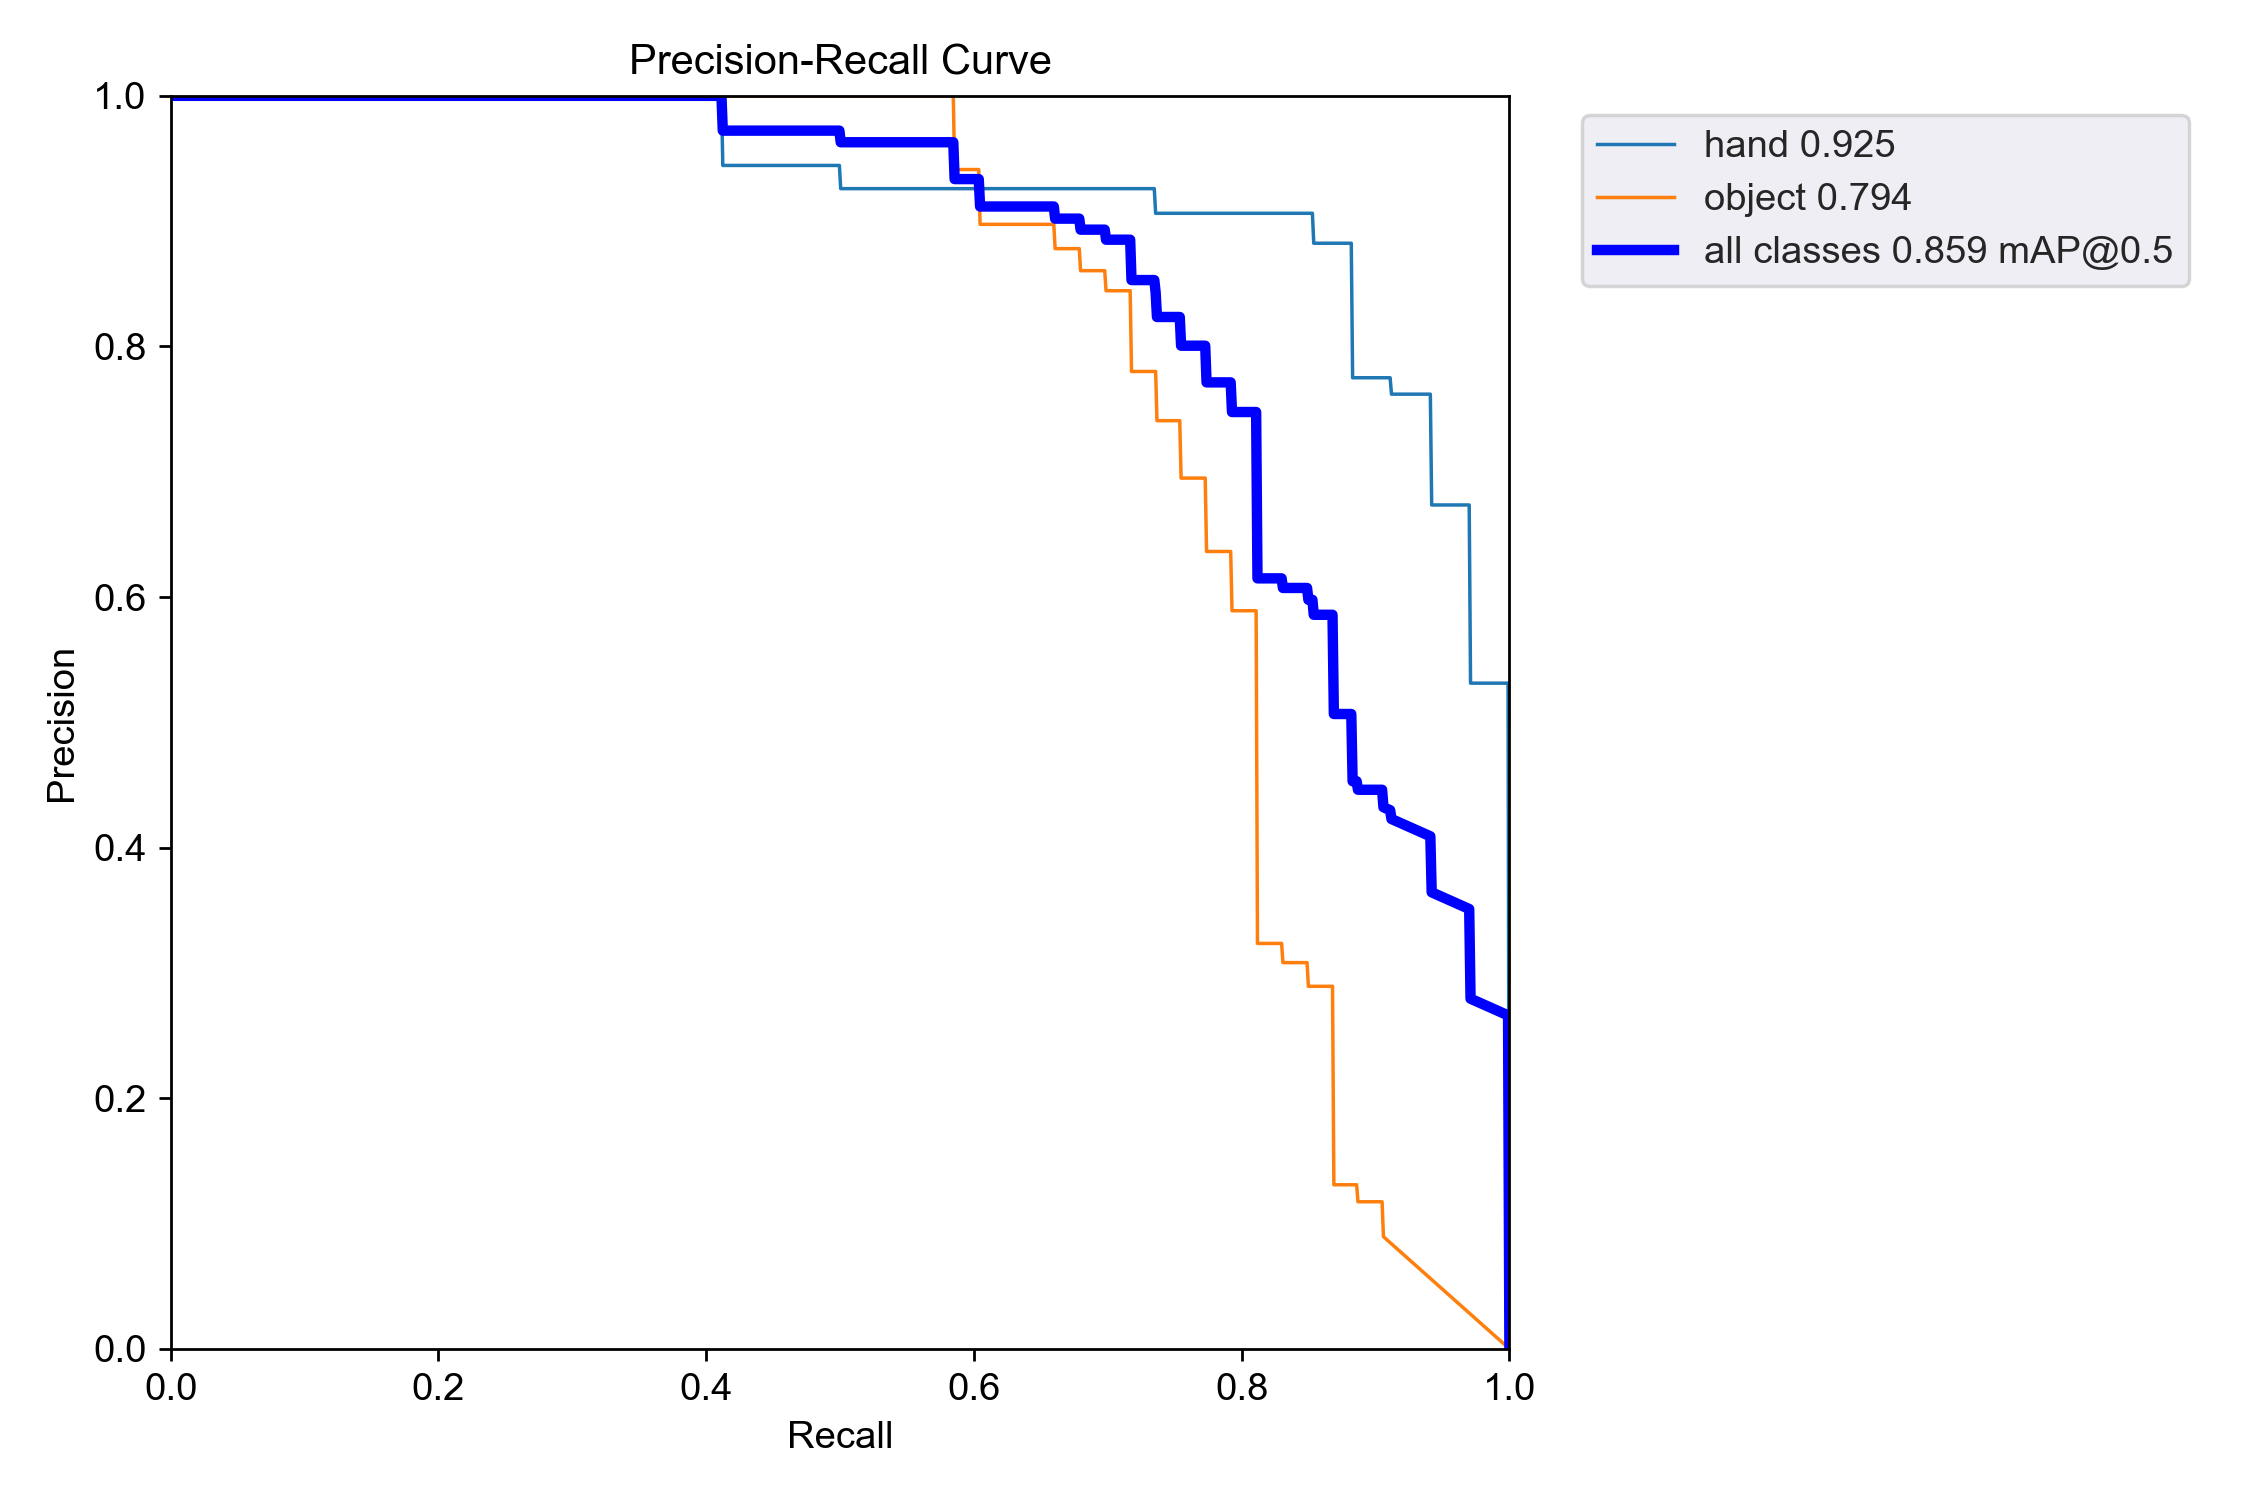 Precision-Recall Curve
hand 0.925
object 0.794
all classes 0.859 mAP@0.5
1.0
0.8
0.6
0.4
0.2
0.0
Precision
0.0 0.2 0.4 0.6 0.8 1.0
Recall